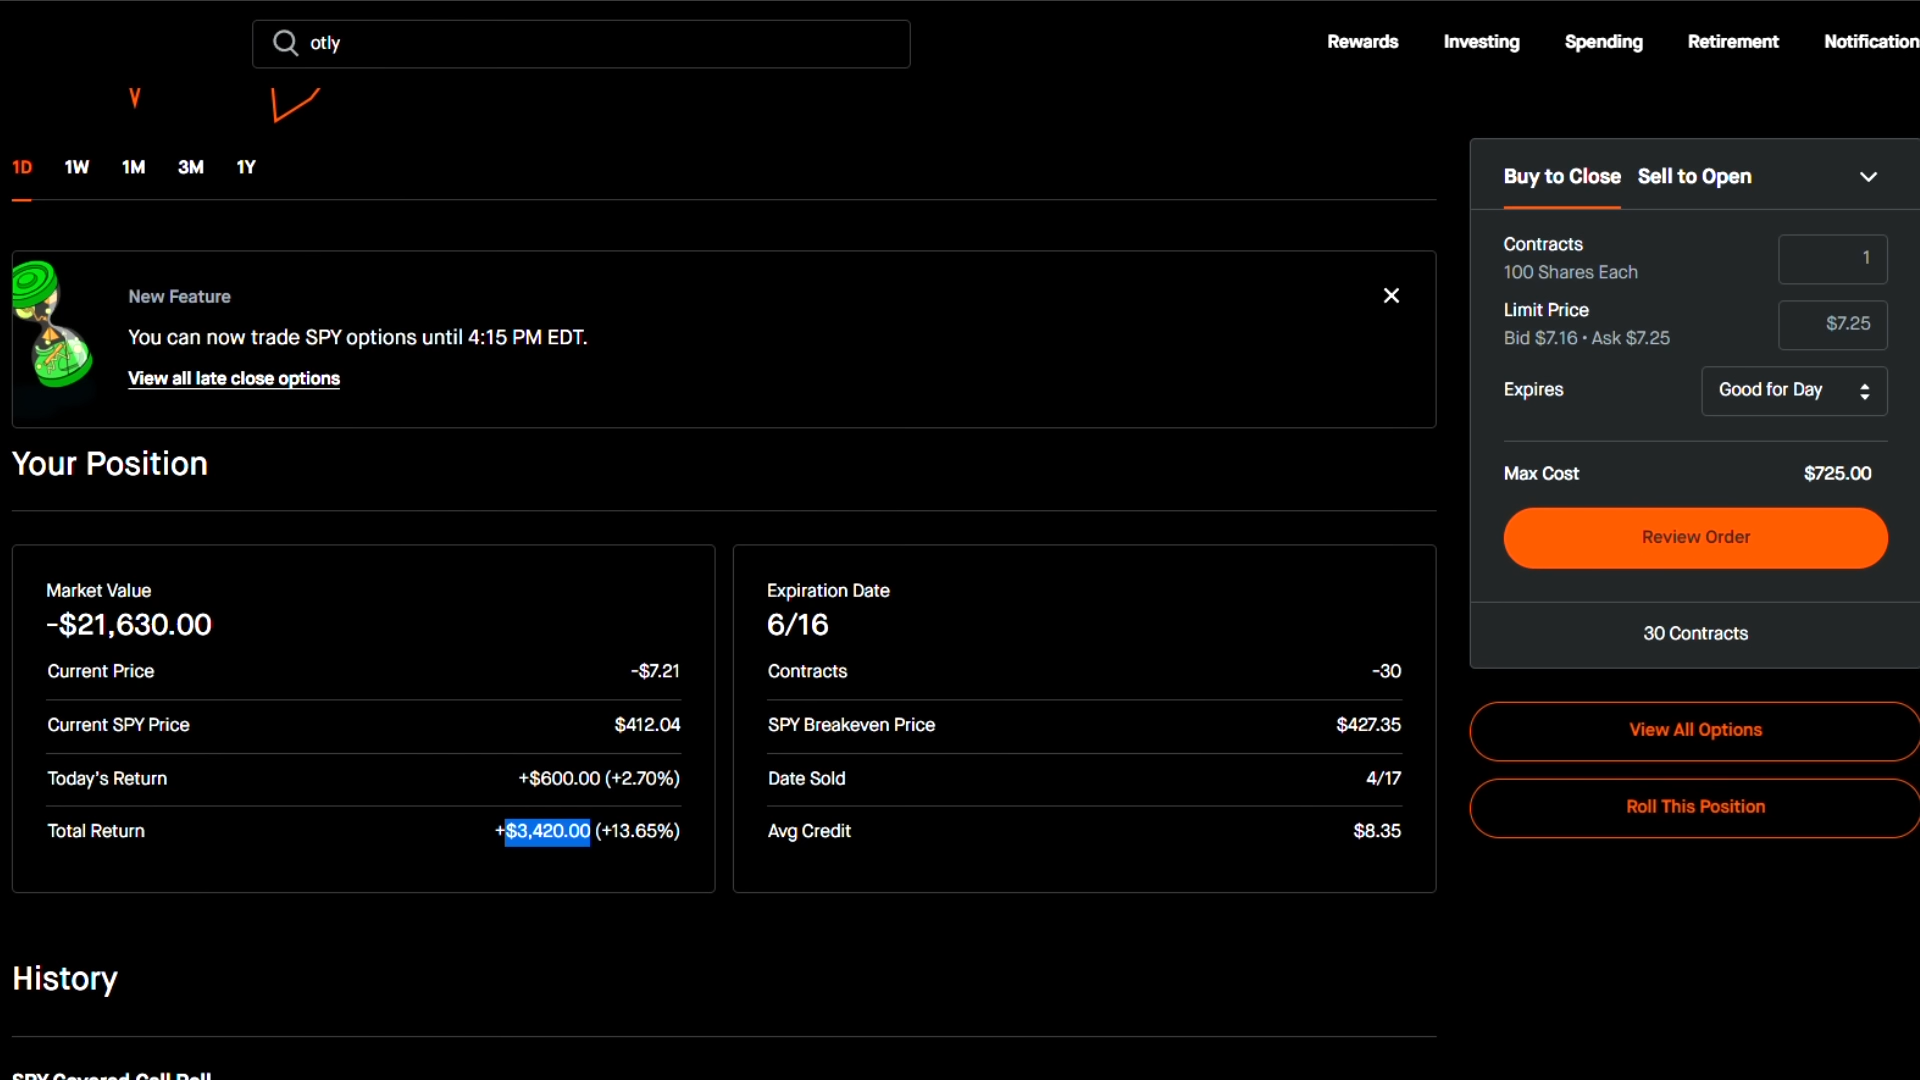 otly
Rewards Investing Spending Retirement Notification
1D 1W 1M 3M 1Y
New Feature
You can now trade SPY options until 4:15 PM EDT.
View all late close options
Your Position
Market Value
-$21,630.00
Current Price -$7.21
Current SPY Price $412.04
Today's Return +$600.00 (+2.70%)
Total Return +$3,420.00 (+13.65%)
Expiration Date
6/16
Contracts -30
SPY Breakeven Price $427.35
Date Sold 4/17
Avg Credit $8.35
Buy to Close Sell to Open
Contracts 1
100 Shares Each
Limit Price $7.25
Bid $7.16 • Ask $7.25
Expires Good for Day
Max Cost $725.00
Review Order
30 Contracts
View All Options
Roll This Position
History
SPY Covered Call Roll